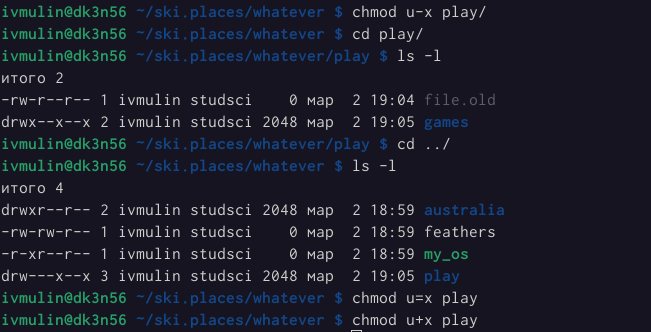 ivmulin@dk3n56 ~/ski.places/whatever $ chmod u-x play/
ivmulin@dk3n56 ~/ski.places/whatever $ cd play/
ivmulin@dk3n56 ~/ski.places/whatever/play $ ls -l
итого 2
-rw-r--r-- 1 ivmulin studsci    0 мар  2 19:04 file.old
drwx--x--x 2 ivmulin studsci 2048 мар  2 19:05 games
ivmulin@dk3n56 ~/ski.places/whatever/play $ cd ../
ivmulin@dk3n56 ~/ski.places/whatever $ ls -l
итого 4
drwxr--r-- 2 ivmulin studsci 2048 мар  2 18:59 australia
-rw-rw-r-- 1 ivmulin studsci    0 мар  2 18:59 feathers
-r-xr--r-- 1 ivmulin studsci    0 мар  2 18:59 my_os
drw---x--x 3 ivmulin studsci 2048 мар  2 19:05 play
ivmulin@dk3n56 ~/ski.places/whatever $ chmod u=x play
ivmulin@dk3n56 ~/ski.places/whatever $ chmod u+x play